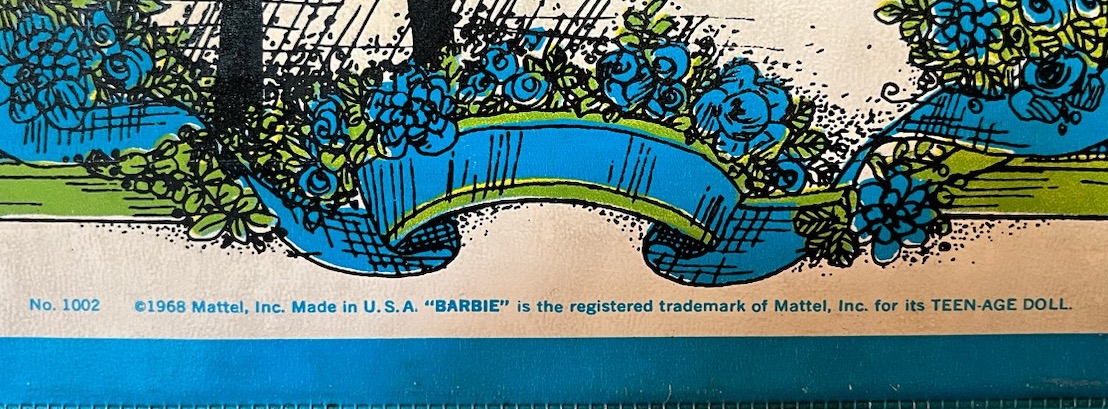 No. 1002 ©1968 Mattel, Inc. Made in U.S.A. “BARBIE” is the registered trademark of Mattel, Inc. for its TEEN-AGE DOLL.